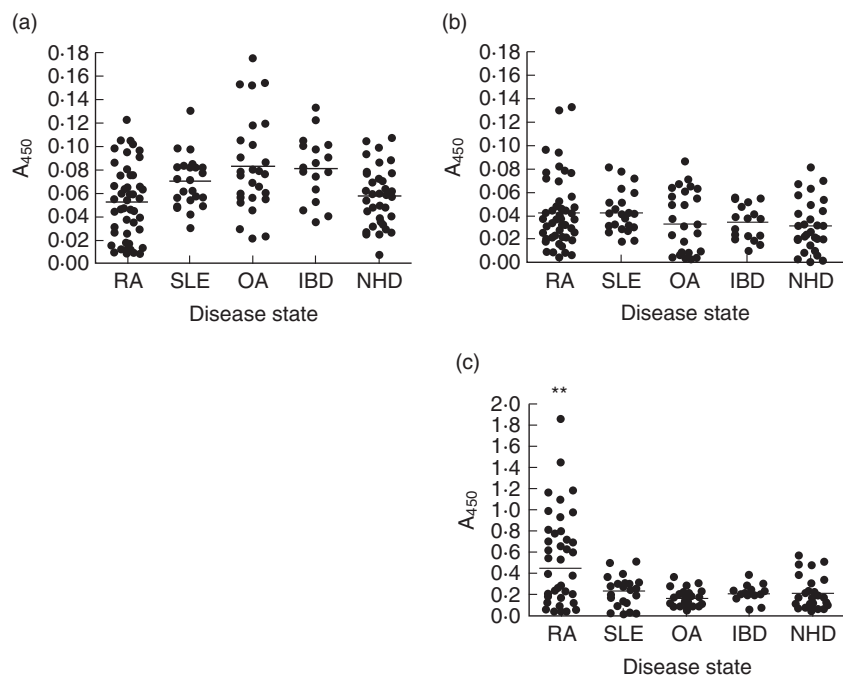 (a)
0·18
0·16
0·14
0·12
0·10
0·08
0·06
0·04
0·02
0·00
A450
RA SLE OA IBD NHD
Disease state
(b)
0·18
0·16
0·14
0·12
0·10
0·08
0·06
0·04
0·02
0·00
A450
RA SLE OA IBD NHD
Disease state
(c)
**
2·0
1·8
1·6
1·4
1·2
1·0
0·8
0·6
0·4
0·2
0·0
A450
RA SLE OA IBD NHD
Disease state